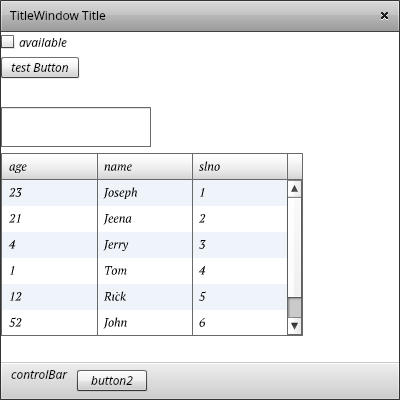 TitleWindow Title
available
test Button
age name slno
23 Joseph 1
21 Jeena 2
4 Jerry 3
1 Tom 4
12 Rick 5
52 John 6
controlBar button2